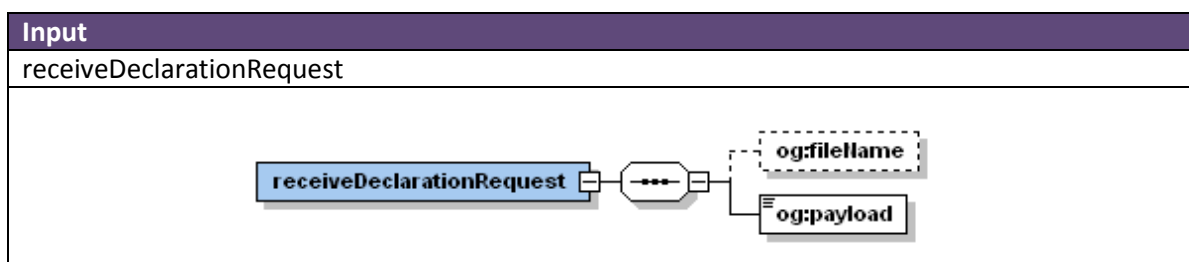 Input
receiveDeclarationRequest
og:fileName
receiveDeclarationRequest
og:payload